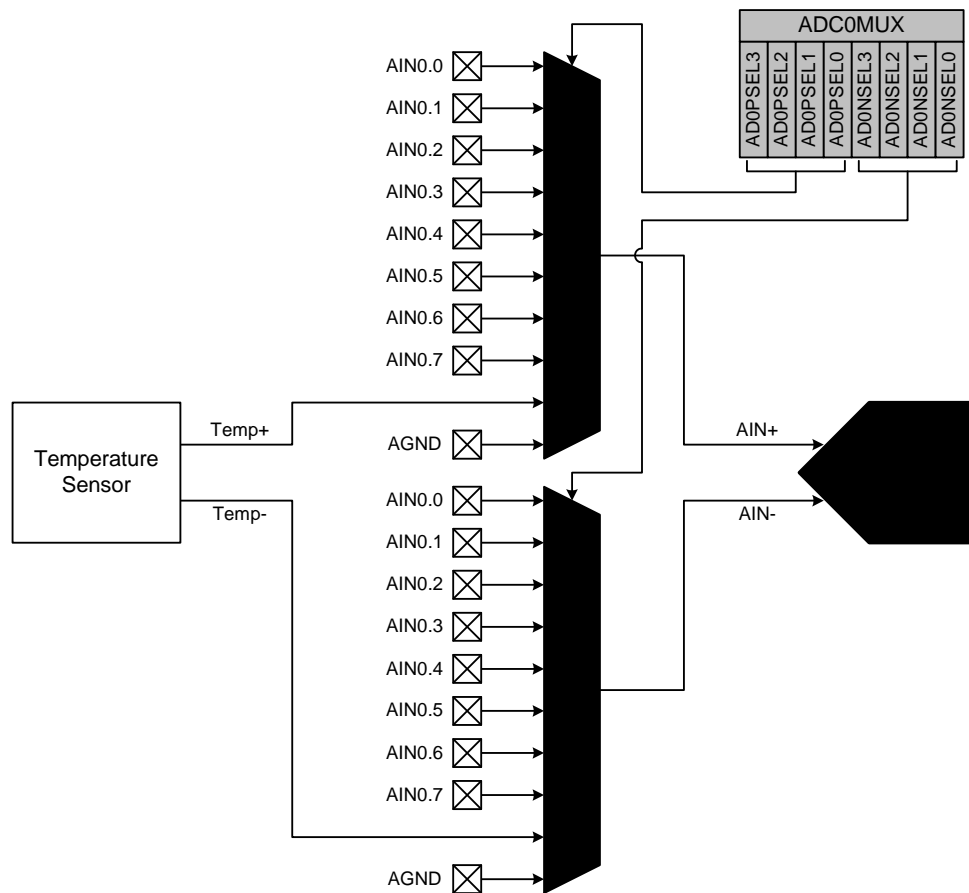 ADC0MUX
AD0PSEL3
AD0PSEL2
AD0PSEL1
AD0PSEL0
AD0NSEL3
AD0NSEL2
AD0NSEL1
AD0NSEL0
AIN0.0
AIN0.1
AIN0.2
AIN0.3
AIN0.4
AIN0.5
AIN0.6
AIN0.7
Temp+
AGND
Temperature
Sensor
Temp-
AIN+
AIN-
AIN0.0
AIN0.1
AIN0.2
AIN0.3
AIN0.4
AIN0.5
AIN0.6
AIN0.7
AGND